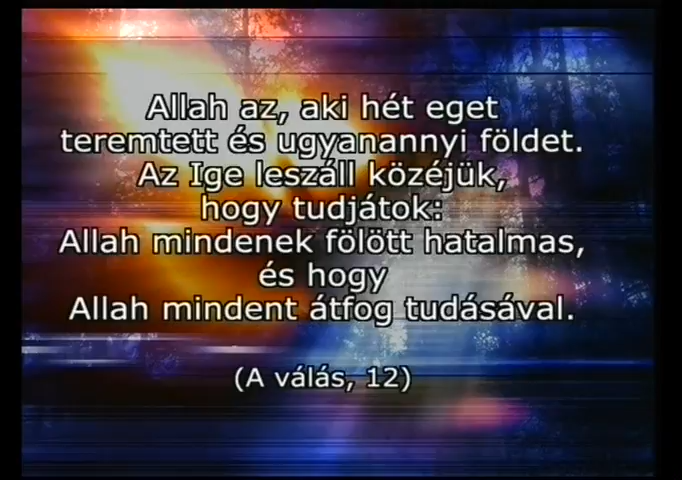 Allah az, aki hét eget
teremtett és ugyanannyi földet.
Az Ige leszáll közéjük,
hogy tudjátok:
Allah mindenek fölött hatalmas,
és hogy
Allah mindent átfog tudásával.
(A válás, 12)